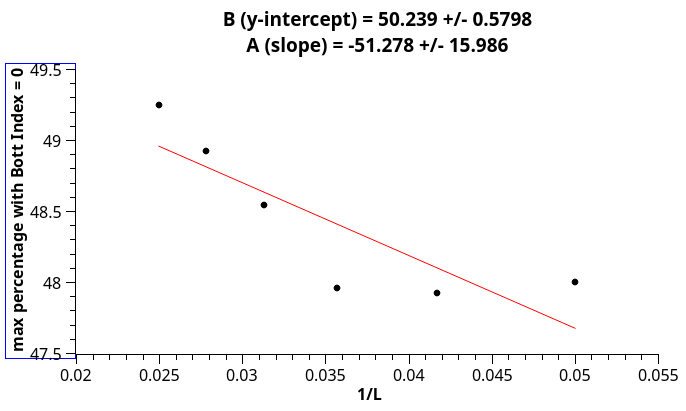 B (y-intercept) = 50.239 +/- 0.5798
A (slope) = -51.278 +/- 15.986
max percentage with Bott Index = 0
49.5
49
48.5
48
47.5
0.02 0.025 0.03 0.035 0.04 0.045 0.05 0.055
1/L